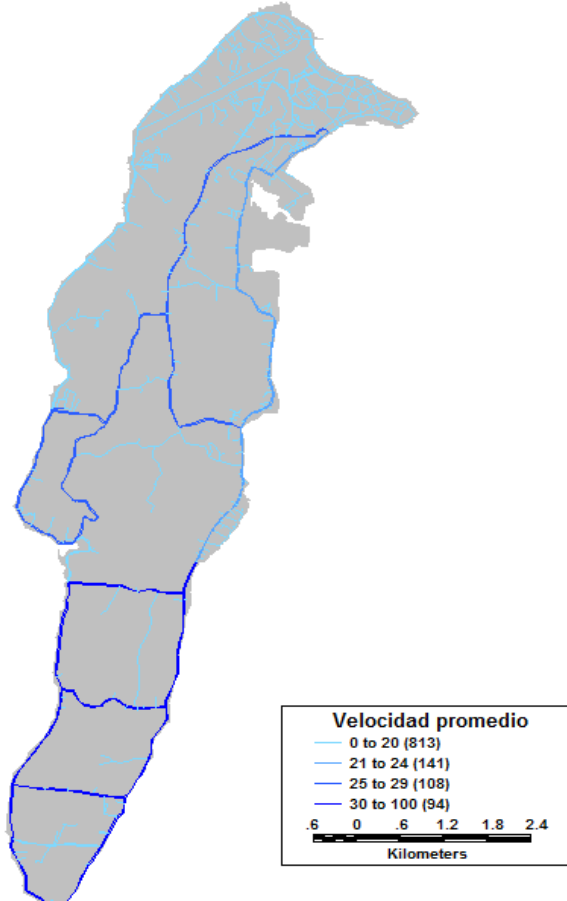 Velocidad promedio
0 to 20 (813)
21 to 24 (141)
25 to 29 (108)
30 to 100 (94)
.6 0 .6 1.2 1.8 2.4
Kilometers